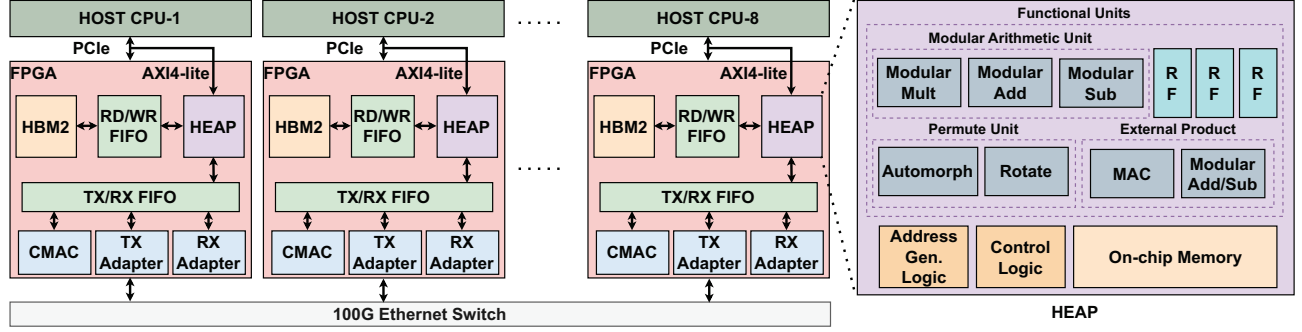 HOST CPU-1
HOST CPU-2
. . . . .
HOST CPU-8
PCIe
PCIe
PCIe
FPGA
AXI4-lite
FPGA
AXI4-lite
FPGA
AXI4-lite
HBM2
RD/WR
FIFO
HEAP
HBM2
RD/WR
FIFO
HEAP
HBM2
RD/WR
FIFO
HEAP
. . . . .
TX/RX FIFO
TX/RX FIFO
TX/RX FIFO
CMAC
TX
Adapter
RX
Adapter
CMAC
TX
Adapter
RX
Adapter
CMAC
TX
Adapter
RX
Adapter
100G Ethernet Switch
Functional Units
Modular Arithmetic Unit
Modular
Mult
Modular
Add
Modular
Sub
R
F
R
F
R
F
Permute Unit
External Product
Automorph
Rotate
MAC
Modular
Add/Sub
Address
Gen.
Logic
Control
Logic
On-chip Memory
HEAP